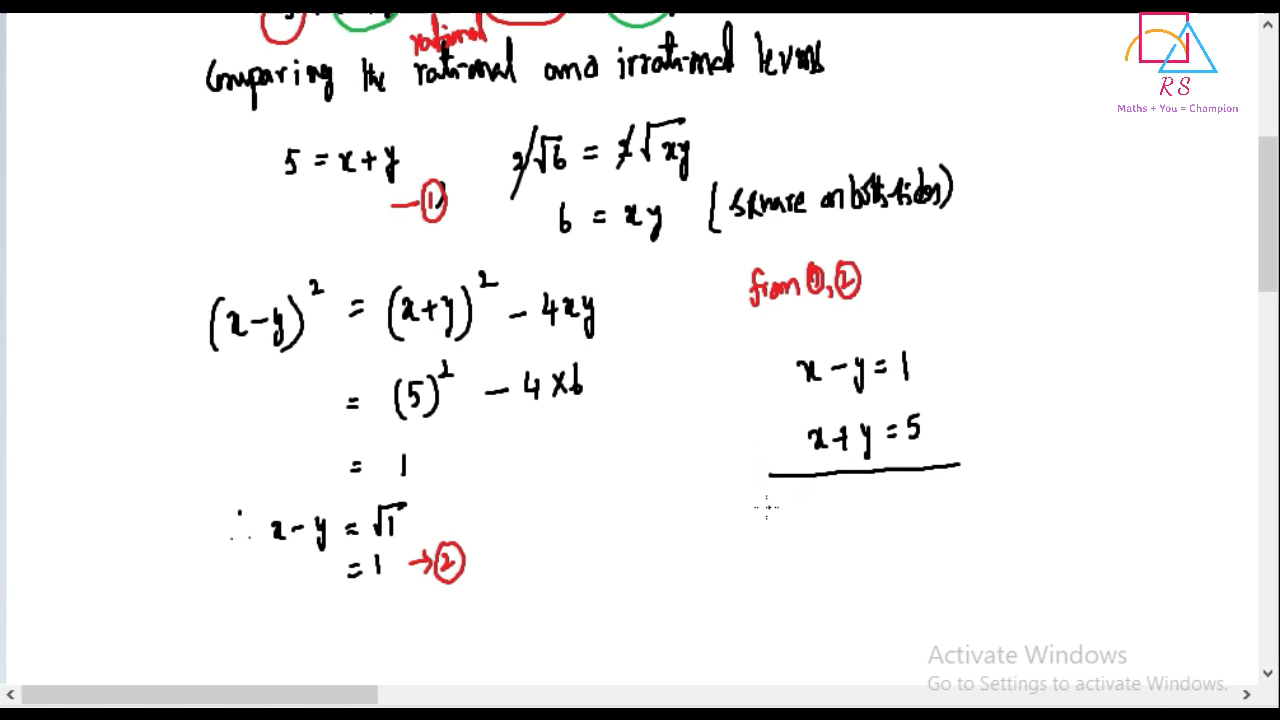 rational
Comparing the rational and irrational terms
RS
Maths + You = Champion
5 = x + y — ①
2√6 = 2√xy
6 = xy [square on both sides)
(x - y)² = (x + y)² - 4xy
= (5)² - 4 × 6
= 1
∴ x - y = √1
= 1 → ②
from ①, ②
x - y = 1
x + y = 5
Activate Windows
Go to Settings to activate Windows.